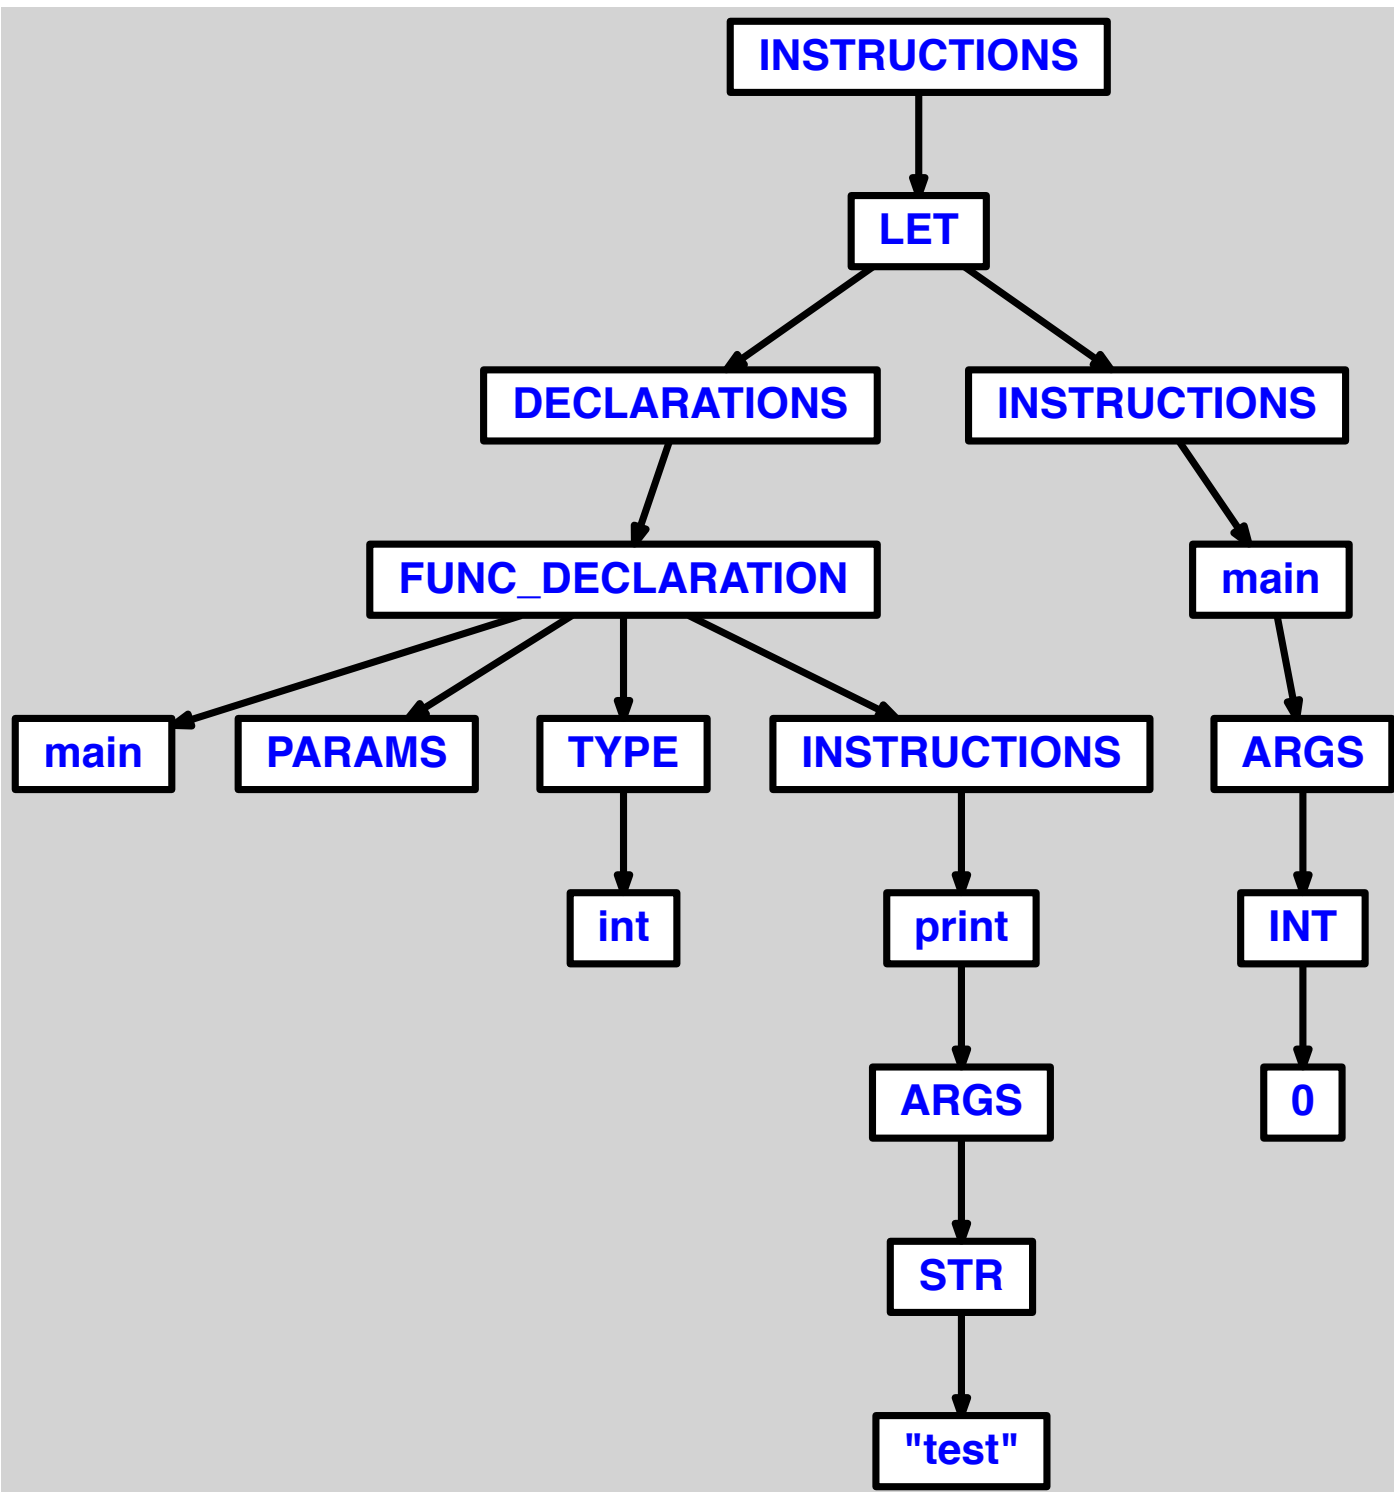 INSTRUCTIONS
LET
DECLARATIONS
INSTRUCTIONS
FUNC_DECLARATION
main
main
PARAMS
TYPE
INSTRUCTIONS
ARGS
int
print
INT
ARGS
0
STR
"test"